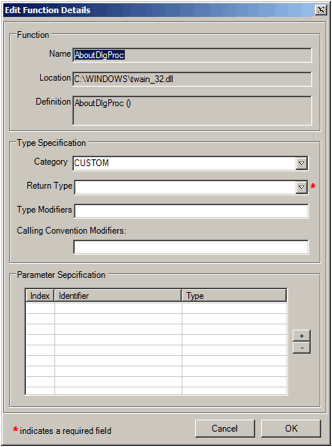 Edit Function Details
Function
Name AboutDlgProc
Location C:\WINDOWS\twain_32.dll
Definition AboutDlgProc ()
Type Specification
Category CUSTOM
Return Type *
Type Modifiers
Calling Convention Modifiers:
Parameter Sepcification
Index Identifier Type
+
-
* indicates a required field
Cancel OK